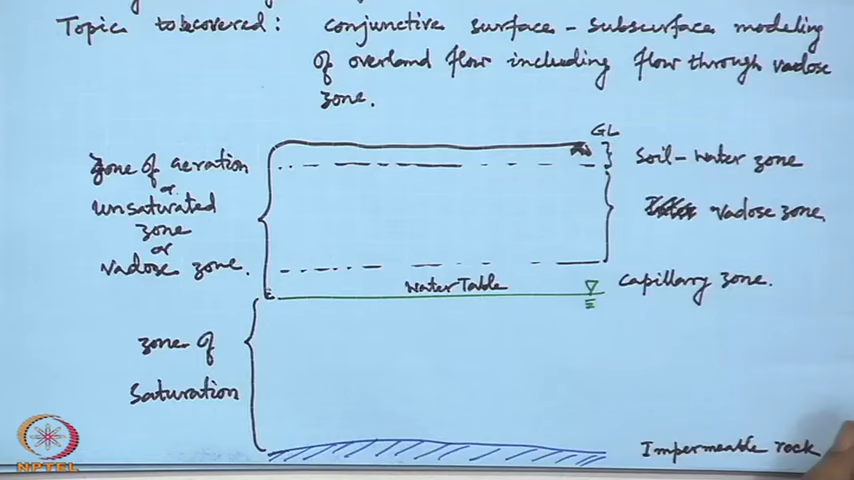 Topic to be covered: conjunctive surface - subsurface modeling
of overland flow including flow through vadose
zone.
GL
Zone of aeration
or
unsaturated
zone
or
vadose zone.
soil-water zone
vadose zone.
Water Table
capillary zone.
zone of
saturation
Impermeable rock
NPTEL